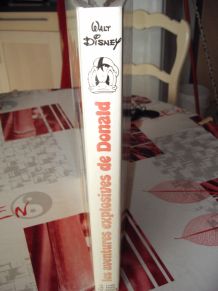 WALT
DISNEY
les aventures explosives de Donald